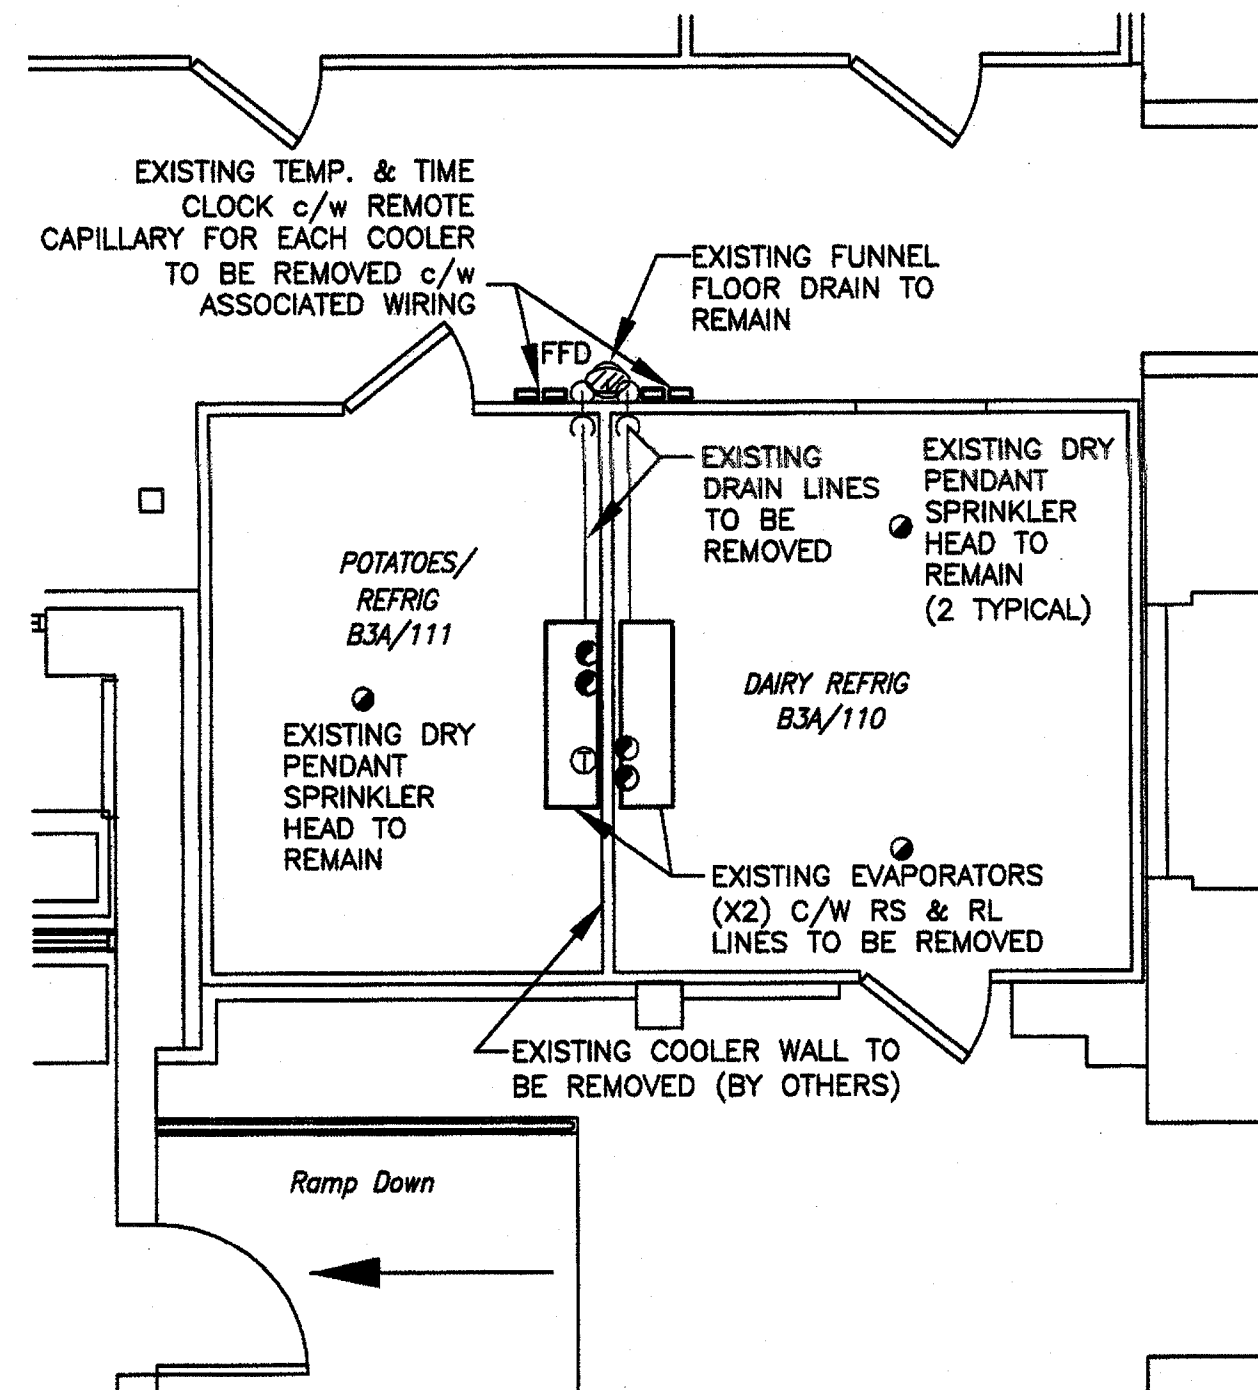 EXISTING TEMP. & TIME
CLOCK c/w REMOTE
CAPILLARY FOR EACH COOLER
TO BE REMOVED c/w
ASSOCIATED WIRING
EXISTING FUNNEL
FLOOR DRAIN TO
REMAIN
FFD
EXISTING
DRAIN LINES
TO BE
REMOVED
EXISTING DRY
PENDANT
SPRINKLER
HEAD TO
REMAIN
(2 TYPICAL)
POTATOES/
REFRIG
B3A/111
DAIRY REFRIG
B3A/110
EXISTING DRY
PENDANT
SPRINKLER
HEAD TO
REMAIN
T
EXISTING EVAPORATORS
(X2) C/W RS & RL
LINES TO BE REMOVED
EXISTING COOLER WALL TO
BE REMOVED (BY OTHERS)
Ramp Down